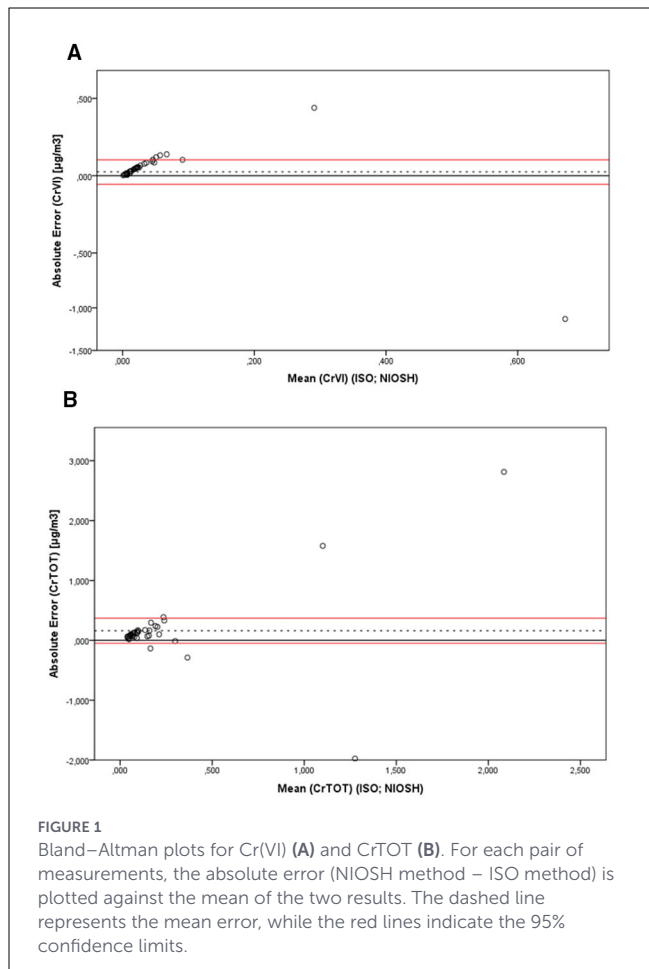 A
,500
,000
-,500
-1,000
-1,500
Absolute Error (CrVI) [µg/m3]
,000 ,200 ,400 ,600
Mean (CrVI) (ISO; NIOSH)
B
3,000
2,000
1,000
,000
-1,000
-2,000
Absolute Error (CrTOT) [µg/m3]
,000 ,500 1,000 1,500 2,000 2,500
Mean (CrTOT) (ISO; NIOSH)
FIGURE 1
Bland–Altman plots for Cr(VI) (A) and CrTOT (B). For each pair of
measurements, the absolute error (NIOSH method – ISO method) is
plotted against the mean of the two results. The dashed line
represents the mean error, while the red lines indicate the 95%
confidence limits.